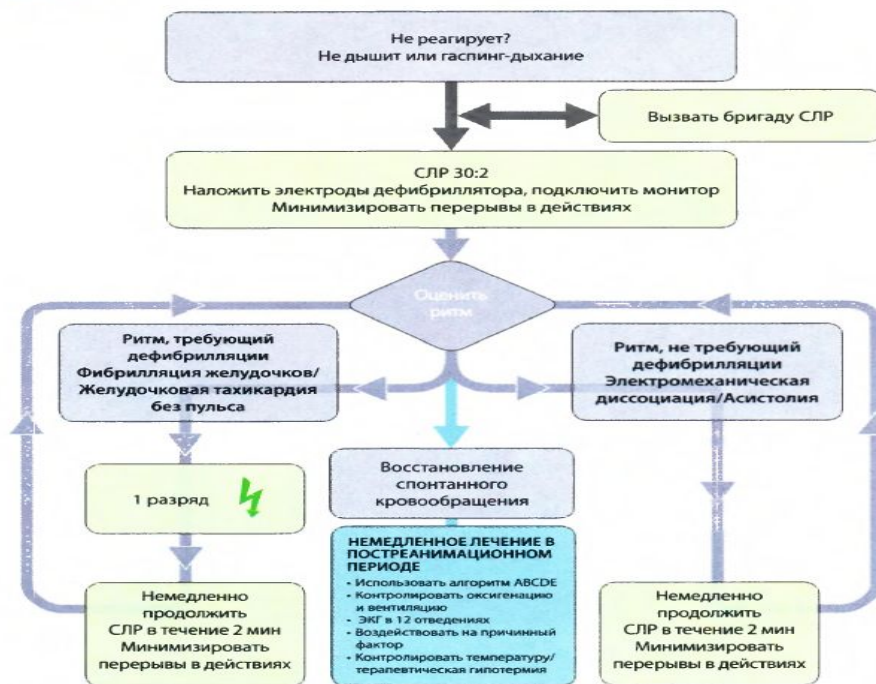 Не реагирует?
Не дышит или гаспинг-дыхание
Вызвать бригаду СЛР
СЛР 30:2
Наложить электроды дефибриллятора, подключить монитор
Минимизировать перерывы в действиях
Оценить
ритм
Ритм, требующий
дефибрилляции
Фибрилляция желудочков/
Желудочковая тахикардия
без пульса
Ритм, не требующий
дефибрилляции
Электромеханическая
диссоциация/Асистолия
1 разряд
Восстановление
спонтанного
кровообращения
Немедленно
продолжить
СЛР в течение 2 мин
Минимизировать
перерывы в действиях
НЕМЕДЛЕННОЕ ЛЕЧЕНИЕ В
ПОСТРЕАНИМАЦИОННОМ
ПЕРИОДЕ
• Использовать алгоритм ABCDE
• Контролировать оксигенацию
и вентиляцию
• ЭКГ в 12 отведениях
• Воздействовать на причинный
фактор
• Контролировать температуру/
терапевтическая гипотермия
Немедленно
продолжить
СЛР в течение 2 мин
Минимизировать
перерывы в действиях